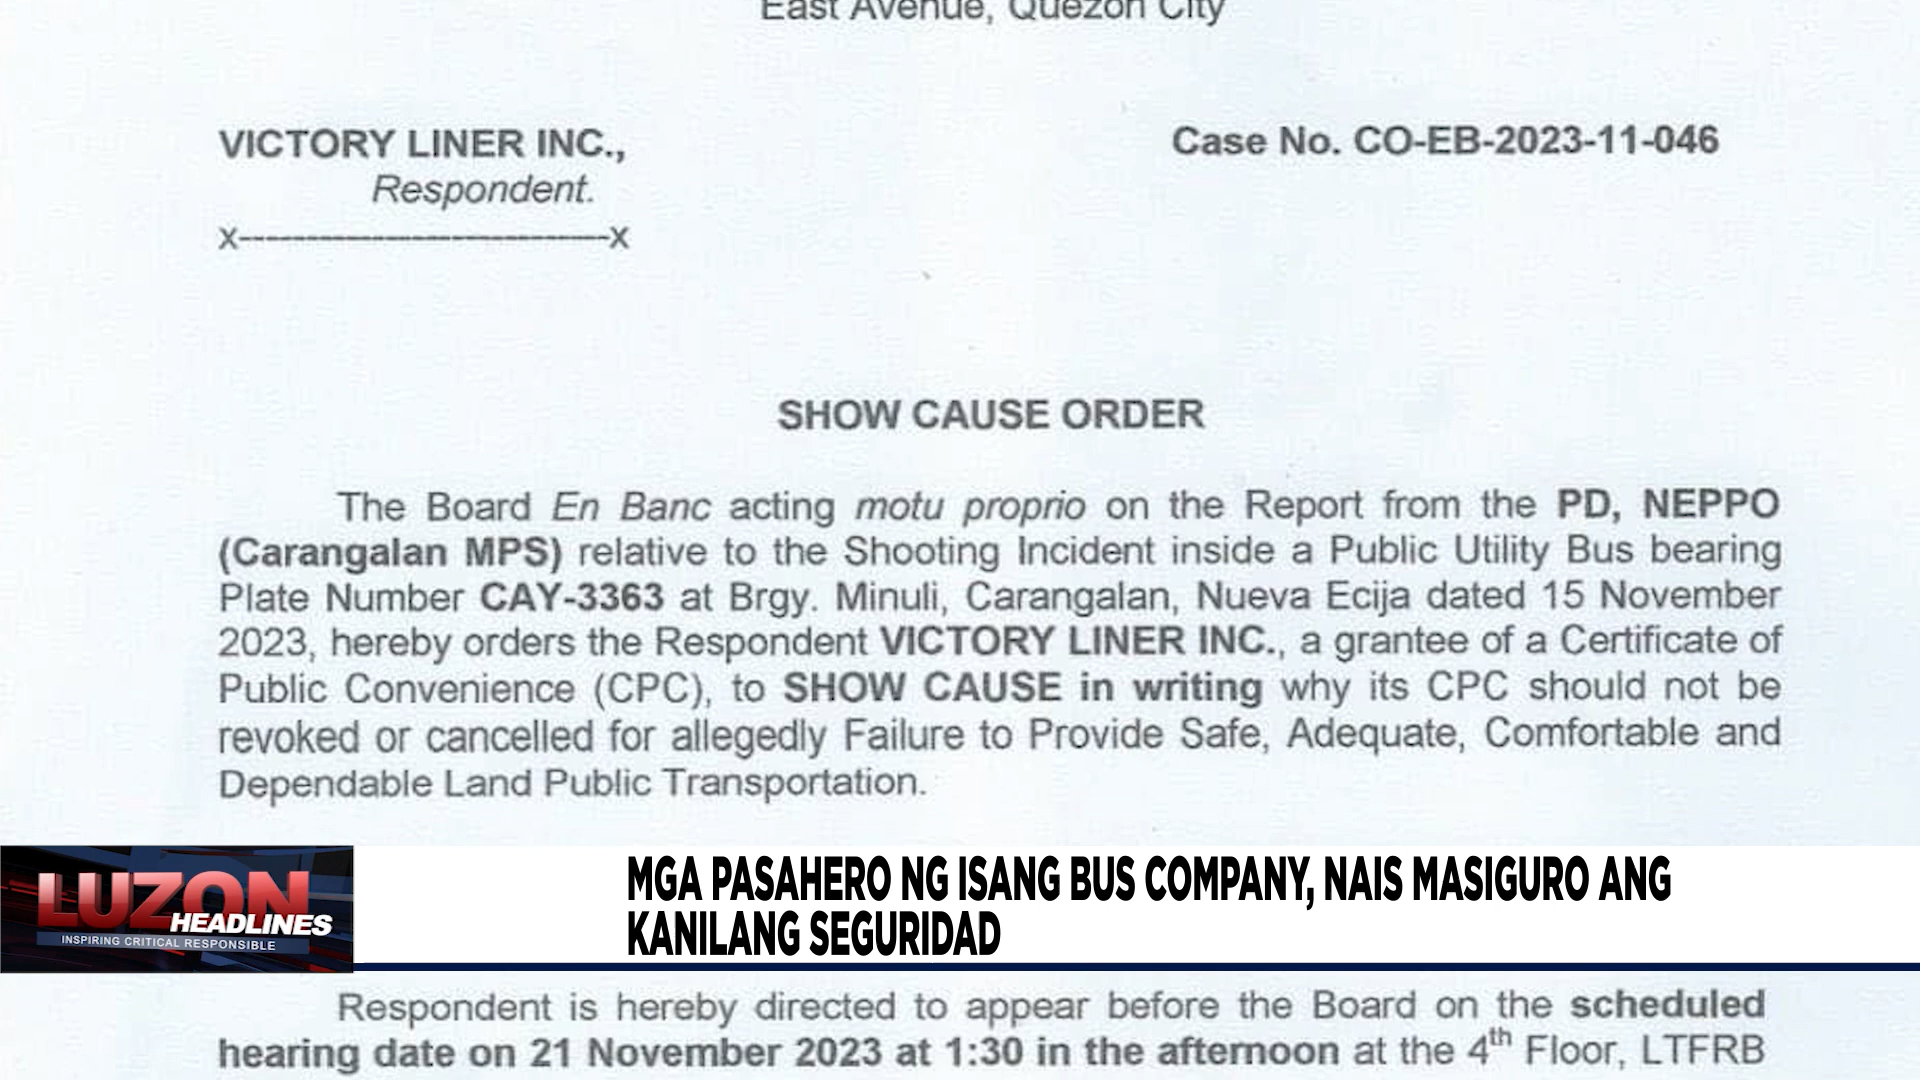 East Avenue, Quezon City
VICTORY LINER INC.,
Case No. CO-EB-2023-11-046
Respondent.
x---------------------------x
SHOW CAUSE ORDER
The Board En Banc acting motu proprio on the Report from the PD, NEPPO
(Carangalan MPS) relative to the Shooting Incident inside a Public Utility Bus bearing
Plate Number CAY-3363 at Brgy. Minuli, Carangalan, Nueva Ecija dated 15 November
2023, hereby orders the Respondent VICTORY LINER INC., a grantee of a Certificate of
Public Convenience (CPC), to SHOW CAUSE in writing why its CPC should not be
revoked or cancelled for allegedly Failure to Provide Safe, Adequate, Comfortable and
Dependable Land Public Transportation.
LUZON
HEADLINES
INSPIRING CRITICAL RESPONSIBLE
MGA PASAHERO NG ISANG BUS COMPANY, NAIS MASIGURO ANG
KANILANG SEGURIDAD
Respondent is hereby directed to appear before the Board on the scheduled
hearing date on 21 November 2023 at 1:30 in the afternoon at the 4th Floor, LTFRB